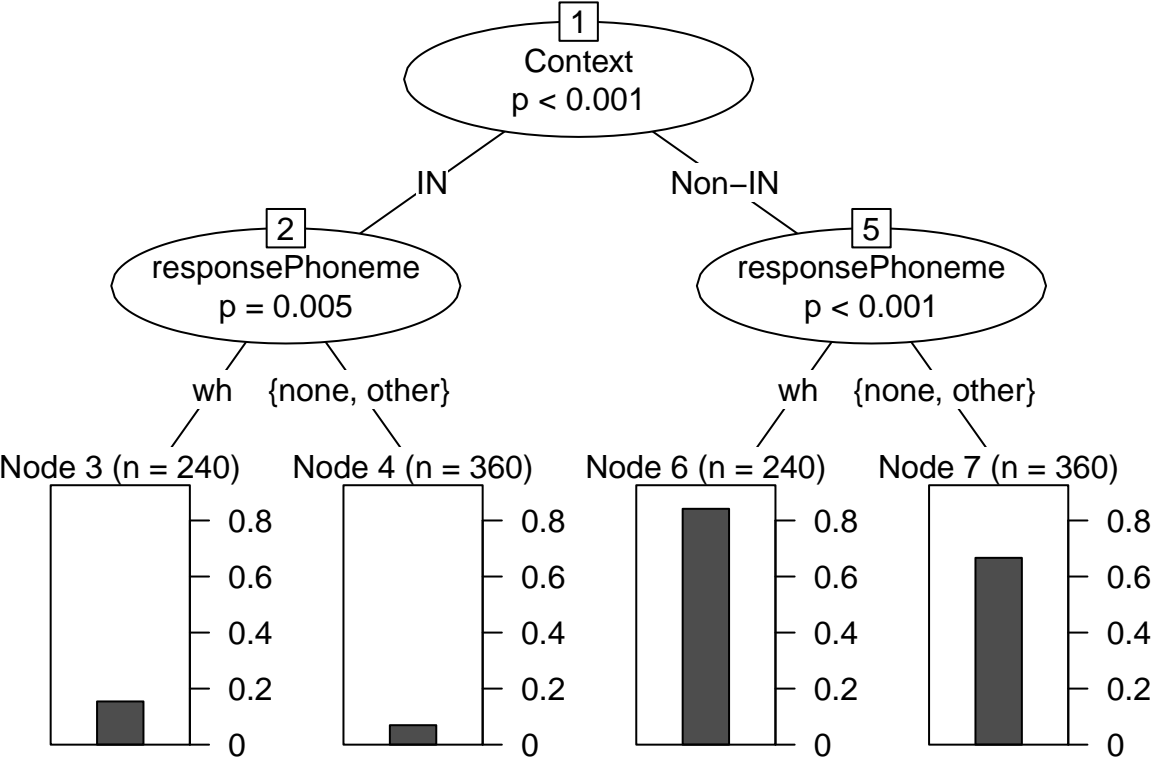 1
Context
p < 0.001
IN
Non−IN
2
responsePhoneme
p = 0.005
5
responsePhoneme
p < 0.001
wh
{none, other}
wh
{none, other}
Node 3 (n = 240)
0.8
0.6
0.4
0.2
0
Node 4 (n = 360)
0.8
0.6
0.4
0.2
0
Node 6 (n = 240)
0.8
0.6
0.4
0.2
0
Node 7 (n = 360)
0.8
0.6
0.4
0.2
0